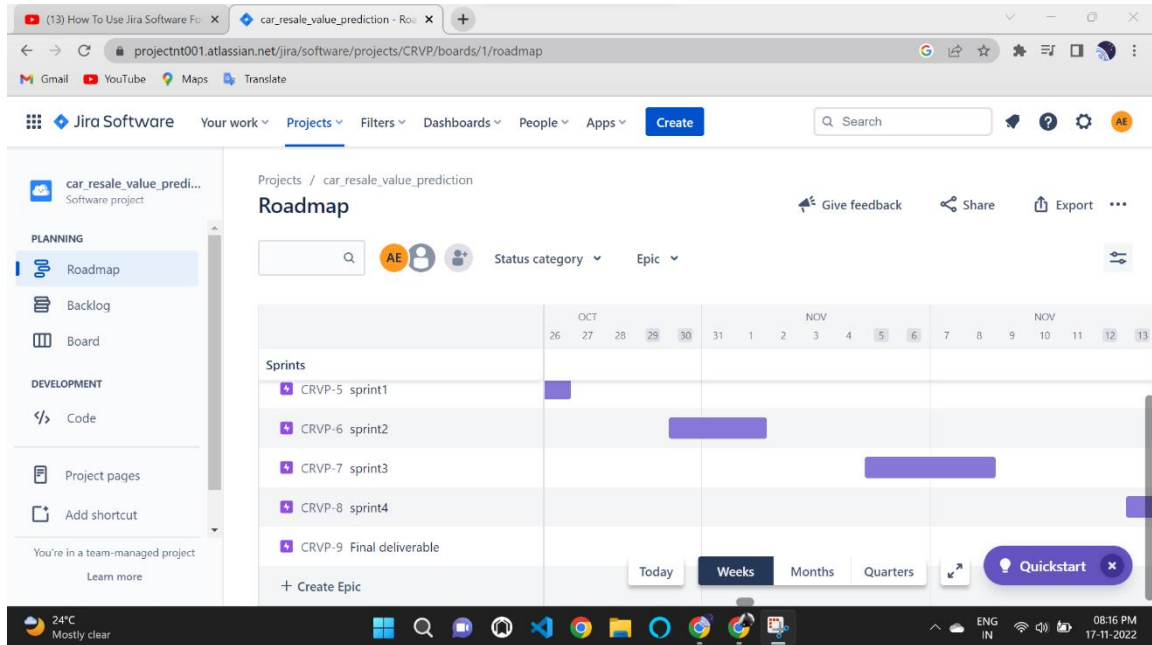 (13) How To Use Jira Software Fo
car_resale_value_prediction - Roa
projectnt001.atlassian.net/jira/software/projects/CRVP/boards/1/roadmap
Gmail YouTube Maps Translate
Jira Software Your work Projects Filters Dashboards People Apps Create Search AE
car_resale_value_predi...
Software project
PLANNING
Roadmap
Backlog
Board
DEVELOPMENT
Code
Project pages
Add shortcut
You're in a team-managed project
Learn more
Projects / car_resale_value_prediction
Roadmap
Give feedback Share Export
AE Status category Epic
OCT NOV NOV
26 27 28 29 30 31 1 2 3 4 5 6 7 8 9 10 11 12 13
Sprints
CRVP-5 sprint1
CRVP-6 sprint2
CRVP-7 sprint3
CRVP-8 sprint4
CRVP-9 Final deliverable
+ Create Epic
Today Weeks Months Quarters Quickstart
24°C
Mostly clear
ENG
IN
08:16 PM
17-11-2022